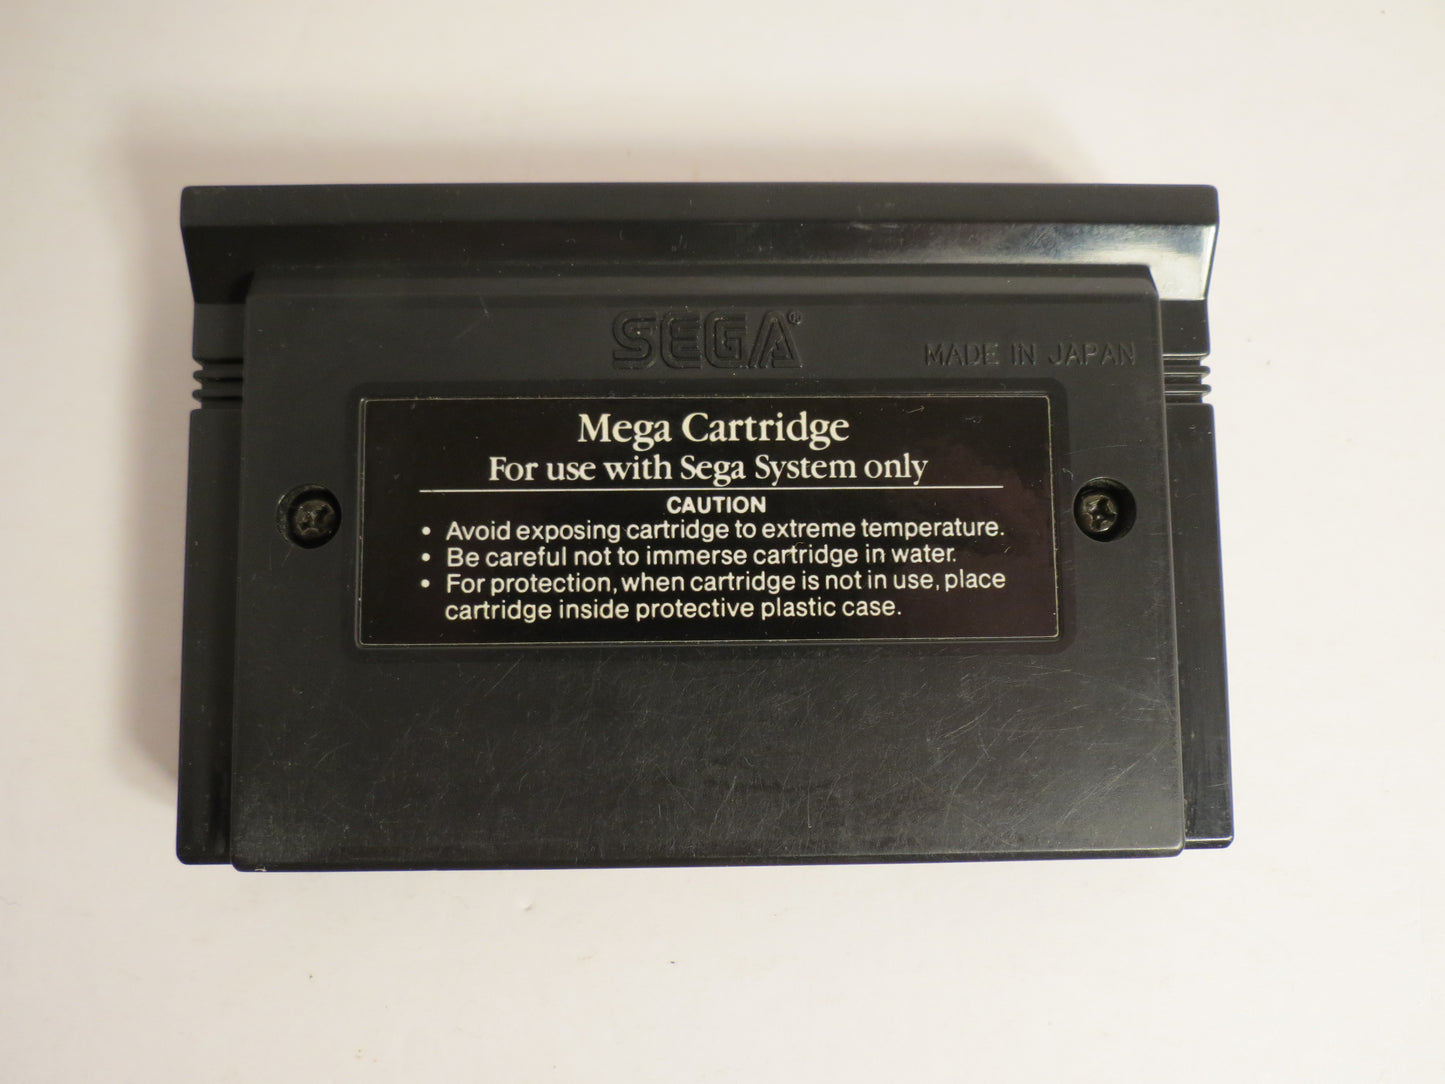 SEGA®
MADE IN JAPAN
Mega Cartridge
For use with Sega System only
CAUTION
• Avoid exposing cartridge to extreme temperature.
• Be careful not to immerse cartridge in water.
• For protection, when cartridge is not in use, place
cartridge inside protective plastic case.